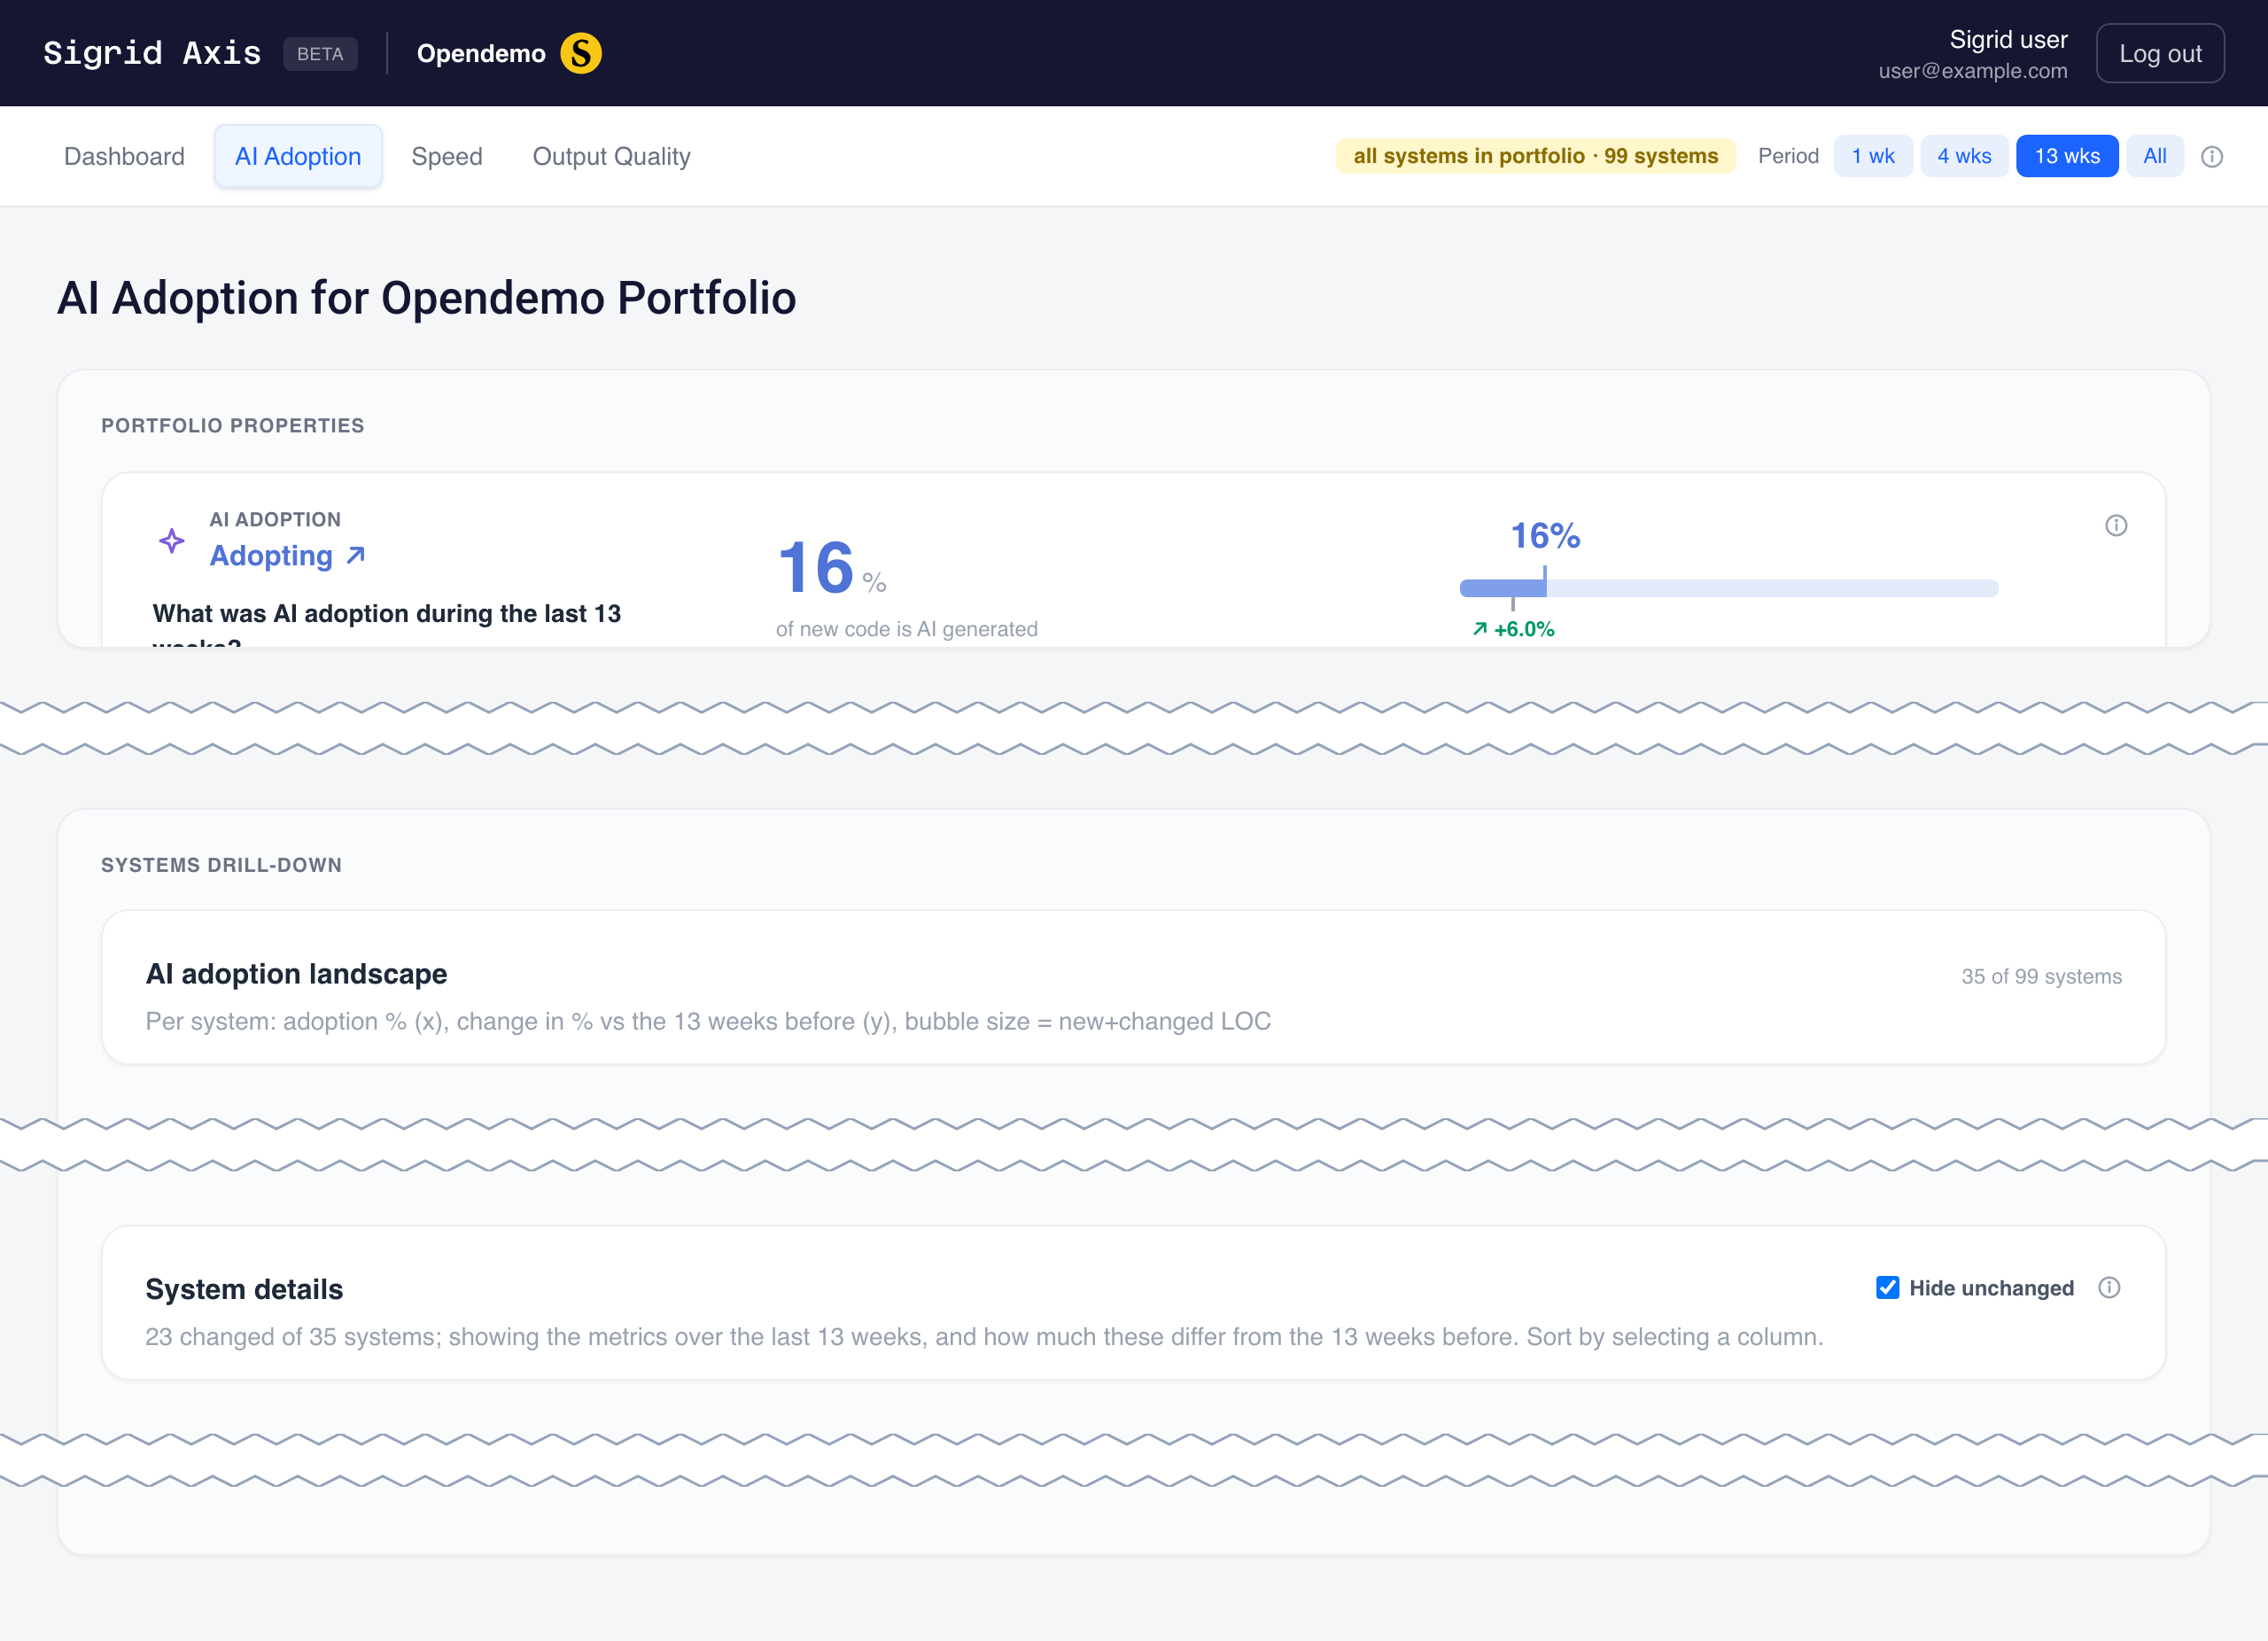 Sigrid Axis BETA Opendemo S
Sigrid user
user@example.com
Log out
Dashboard AI Adoption Speed Output Quality
all systems in portfolio · 99 systems Period 1 wk 4 wks 13 wks All
AI Adoption for Opendemo Portfolio
PORTFOLIO PROPERTIES
AI ADOPTION
Adopting ↗
What was AI adoption during the last 13
weeks?
16 %
of new code is AI generated
16%
↗ +6.0%
SYSTEMS DRILL-DOWN
AI adoption landscape
35 of 99 systems
Per system: adoption % (x), change in % vs the 13 weeks before (y), bubble size = new+changed LOC
System details
Hide unchanged
23 changed of 35 systems; showing the metrics over the last 13 weeks, and how much these differ from the 13 weeks before. Sort by selecting a column.